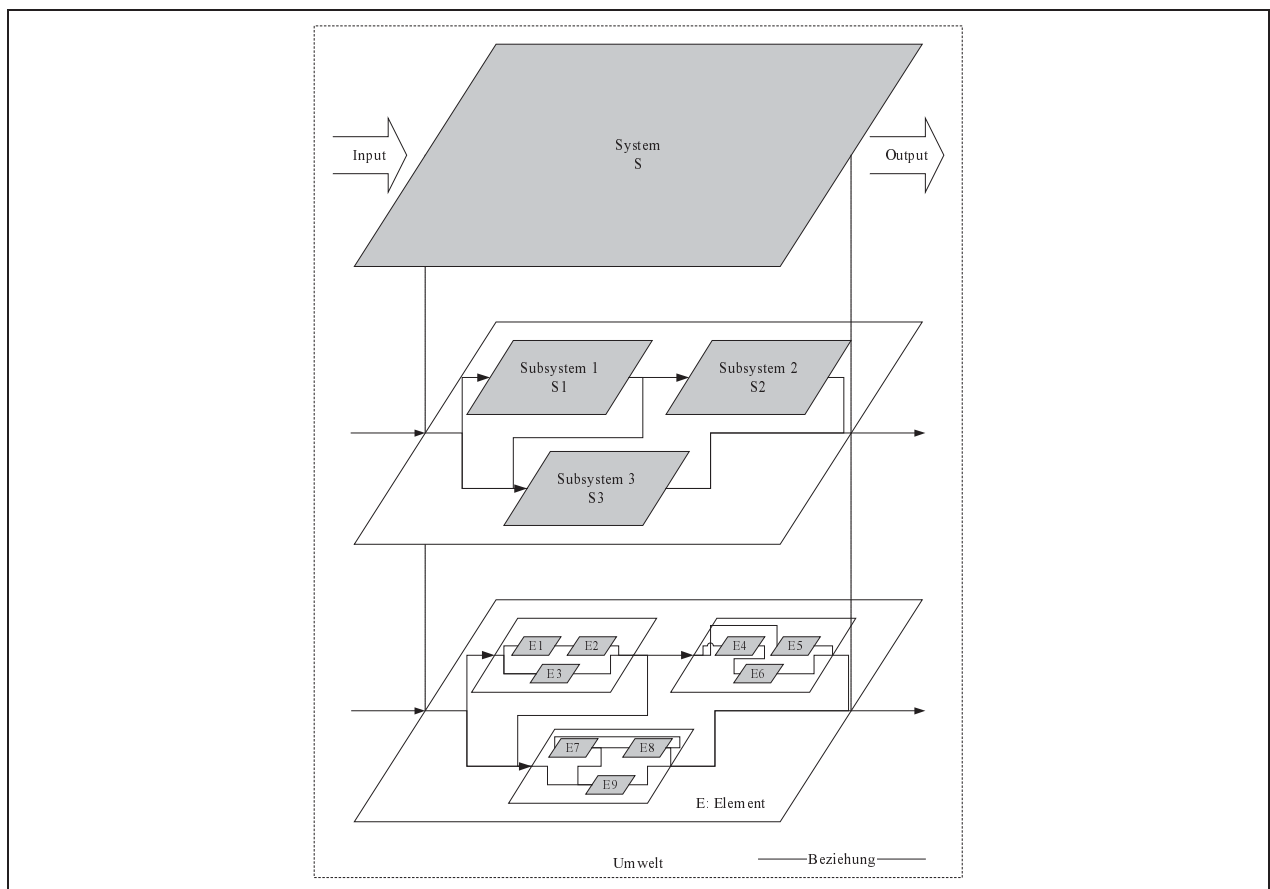 System
S
Input
Output
Subsystem 1
S1
Subsystem 2
S2
Subsystem 3
S3
E1
E2
E3
E4
E5
E6
E7
E8
E9
E: Element
Umwelt
Beziehung